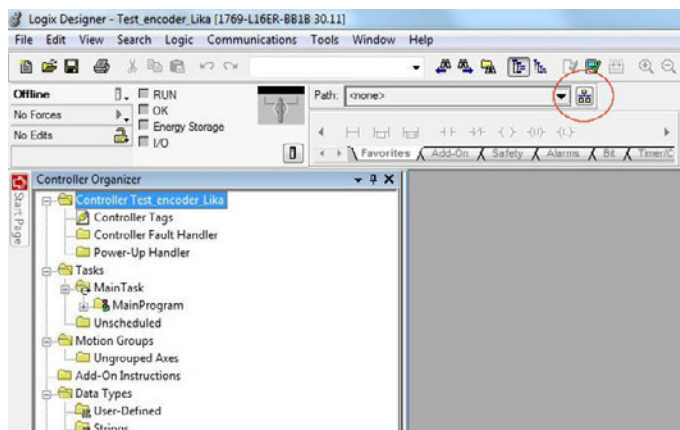 Logix Designer - Test_encoder_Lika [1769-L16ER-BB1B 30.11]
File Edit View Search Logic Communications Tools Window Help
Offline
RUN
Path: <none>
No Forces
OK
Energy Storage
No Edits
I/O
Favorites Add-On Safety Alarms Bit Timer/C
Start Page
Controller Organizer
Controller Test_encoder_Lika
Controller Tags
Controller Fault Handler
Power-Up Handler
Tasks
MainTask
MainProgram
Unscheduled
Motion Groups
Ungrouped Axes
Add-On Instructions
Data Types
User-Defined
Strings